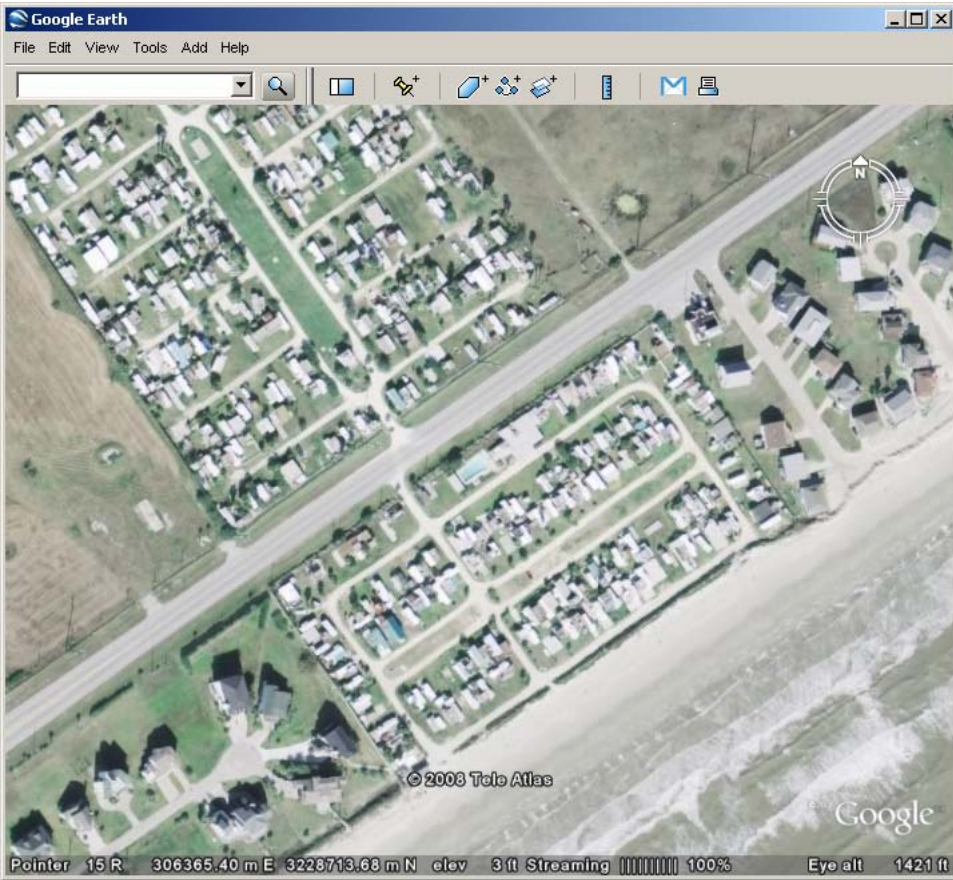 Google Earth
File Edit View Tools Add Help
N
© 2008 Tele Atlas
Google
Pointer 15 R 306365.40 m E 3228713.68 m N elev 3 ft Streaming |||||||||| 100% Eye alt 1421 ft